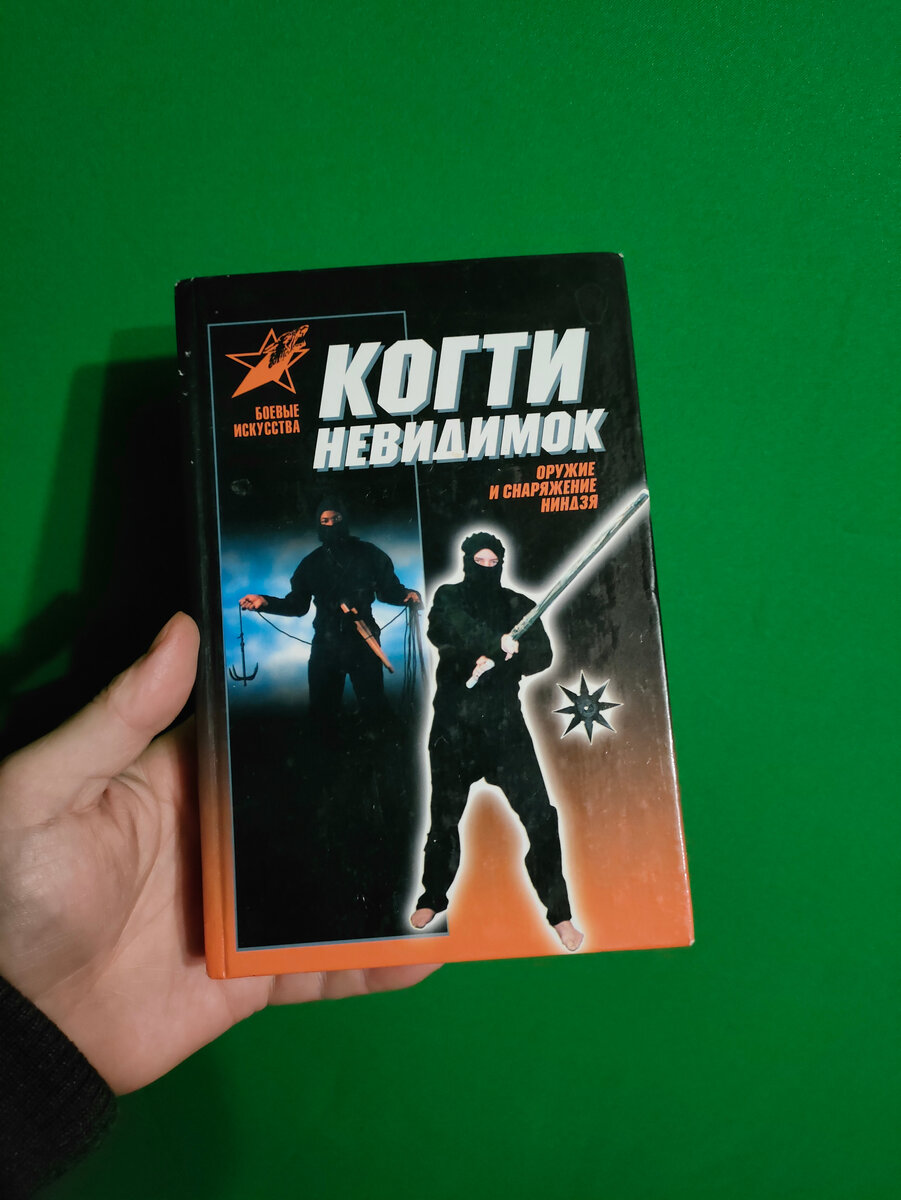 БОЕВЫЕ
ИСКУССТВА
КОГТИ
НЕВИДИМОК
ОРУЖИЕ
И СНАРЯЖЕНИЕ
НИНДЗЯ